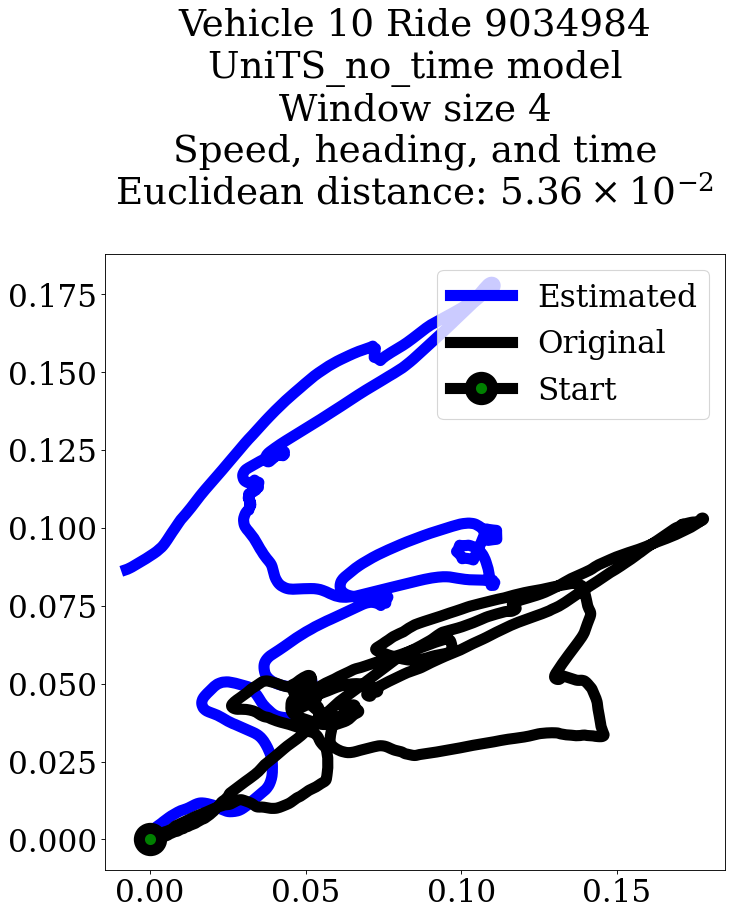 Vehicle 10 Ride 9034984
UniTS_no_time model
Window size 4
Speed, heading, and time
Euclidean distance: 5.36 × 10⁻²
Estimated
Original
Start
0.175
0.150
0.125
0.100
0.075
0.050
0.025
0.000
0.00 0.05 0.10 0.15